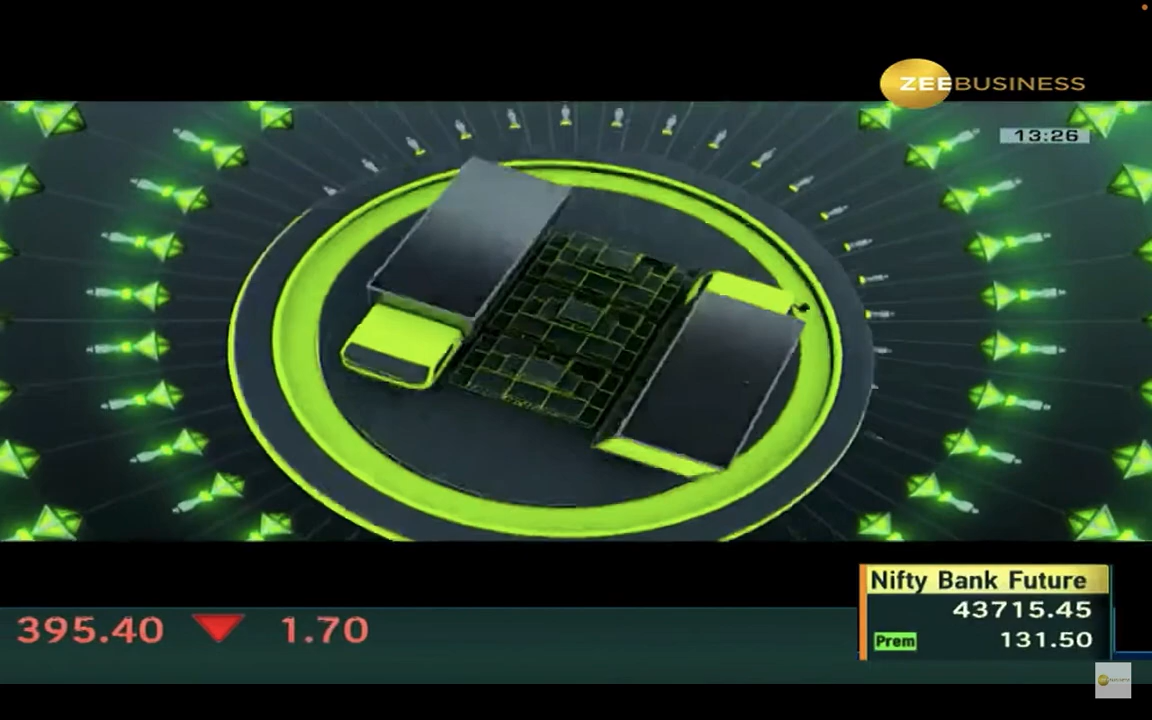 ZEEBUSINESS
13:26
Nifty Bank Future
43715.45
Prem 131.50
395.40 ▼ 1.70